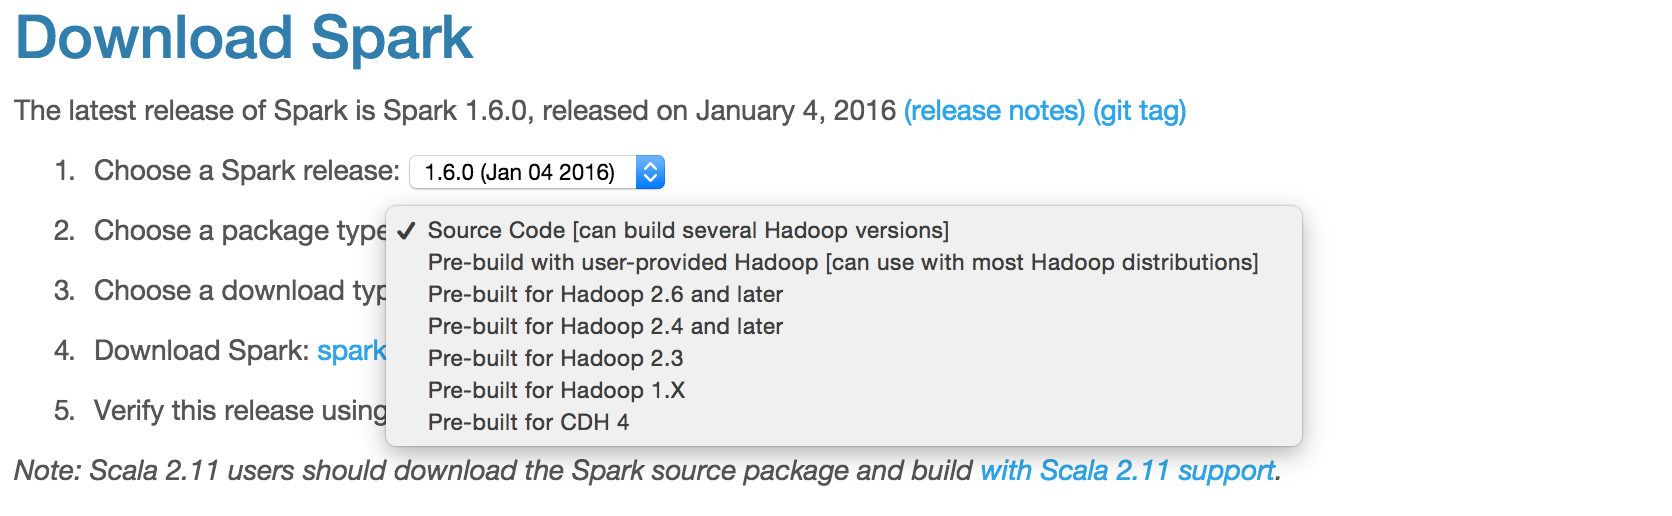 Download Spark
The latest release of Spark is Spark 1.6.0, released on January 4, 2016 (release notes) (git tag)
1. Choose a Spark release: 1.6.0 (Jan 04 2016)
2. Choose a package type
✓ Source Code [can build several Hadoop versions]
Pre-build with user-provided Hadoop [can use with most Hadoop distributions]
Pre-built for Hadoop 2.6 and later
Pre-built for Hadoop 2.4 and later
Pre-built for Hadoop 2.3
Pre-built for Hadoop 1.X
Pre-built for CDH 4
3. Choose a download typ
4. Download Spark: spark
5. Verify this release using
Note: Scala 2.11 users should download the Spark source package and build with Scala 2.11 support.